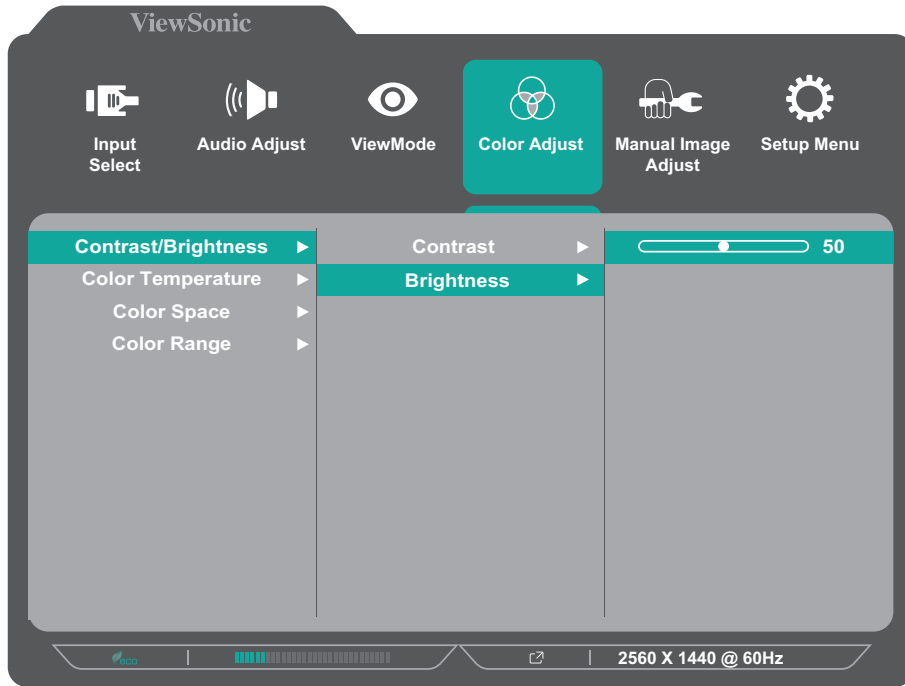 ViewSonic
Input Select
Audio Adjust
ViewMode
Color Adjust
Manual Image Adjust
Setup Menu
Contrast/Brightness
Contrast
50
Color Temperature
Brightness
Color Space
Color Range
eco
2560 X 1440 @ 60Hz